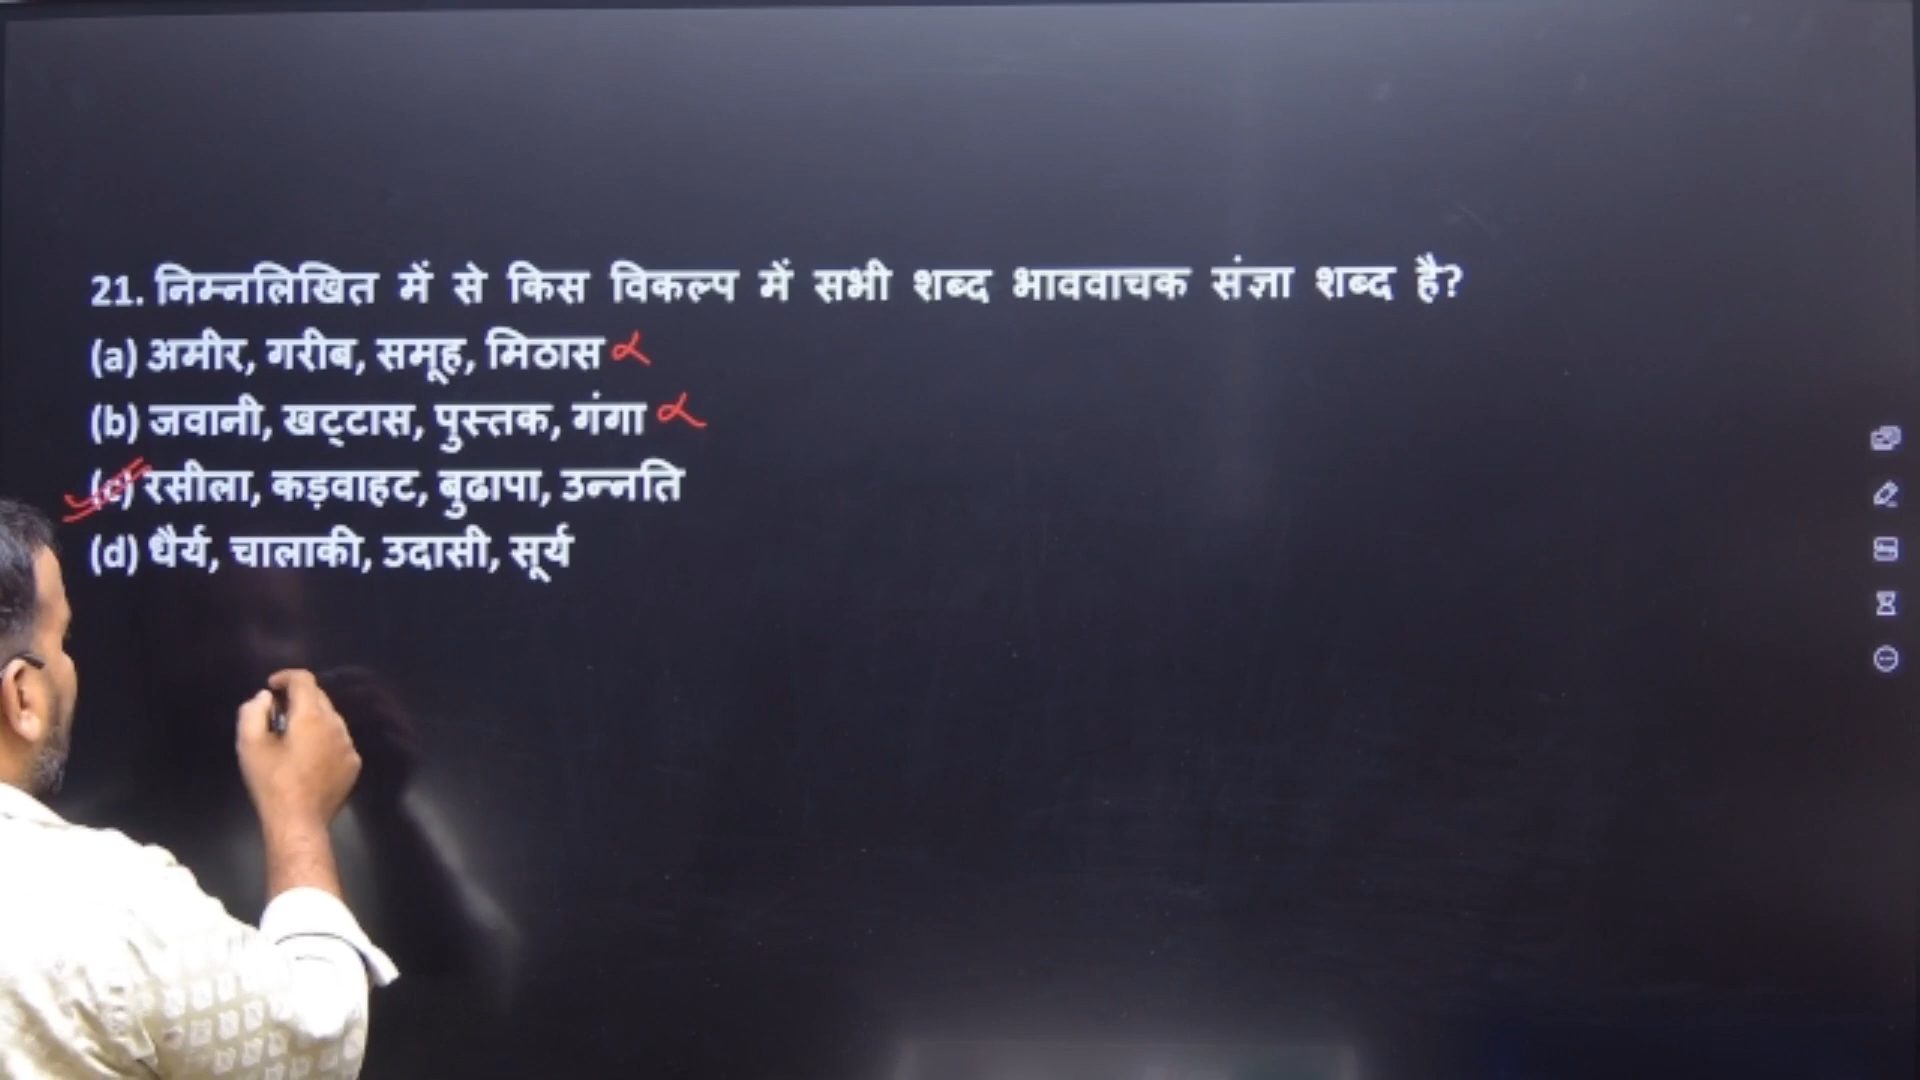 21. निम्नलिखित में से किस विकल्प में सभी शब्द भाववाचक संज्ञा शब्द है?
(a) अमीर, गरीब, समूह, मिठास
(b) जवानी, खट्टास, पुस्तक, गंगा
(c) रसीला, कड़वाहट, बुढापा, उन्नति
(d) धैर्य, चालाकी, उदासी, सूर्य